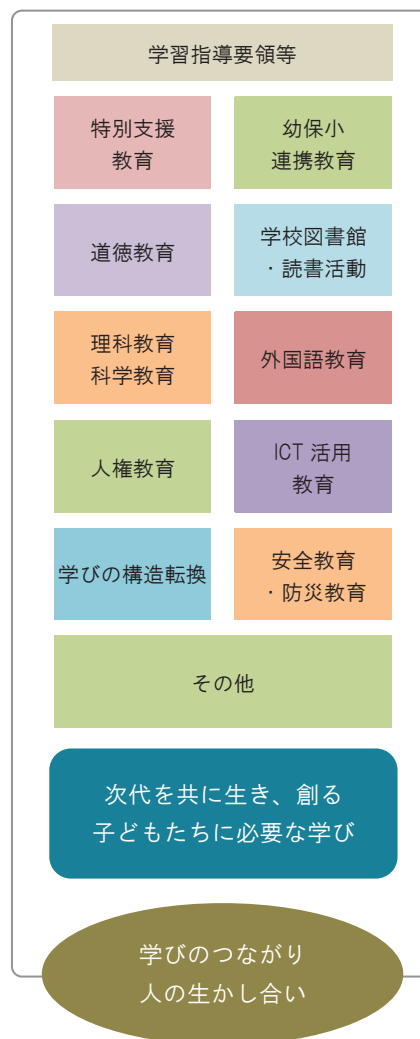 学習指導要領等
特別支援
教育
幼保小
連携教育
道徳教育
学校図書館
・読書活動
理科教育
科学教育
外国語教育
人権教育
ICT 活用
教育
学びの構造転換
安全教育
・防災教育
その他
次代を共に生き、創る
子どもたちに必要な学び
学びのつながり
人の生かし合い